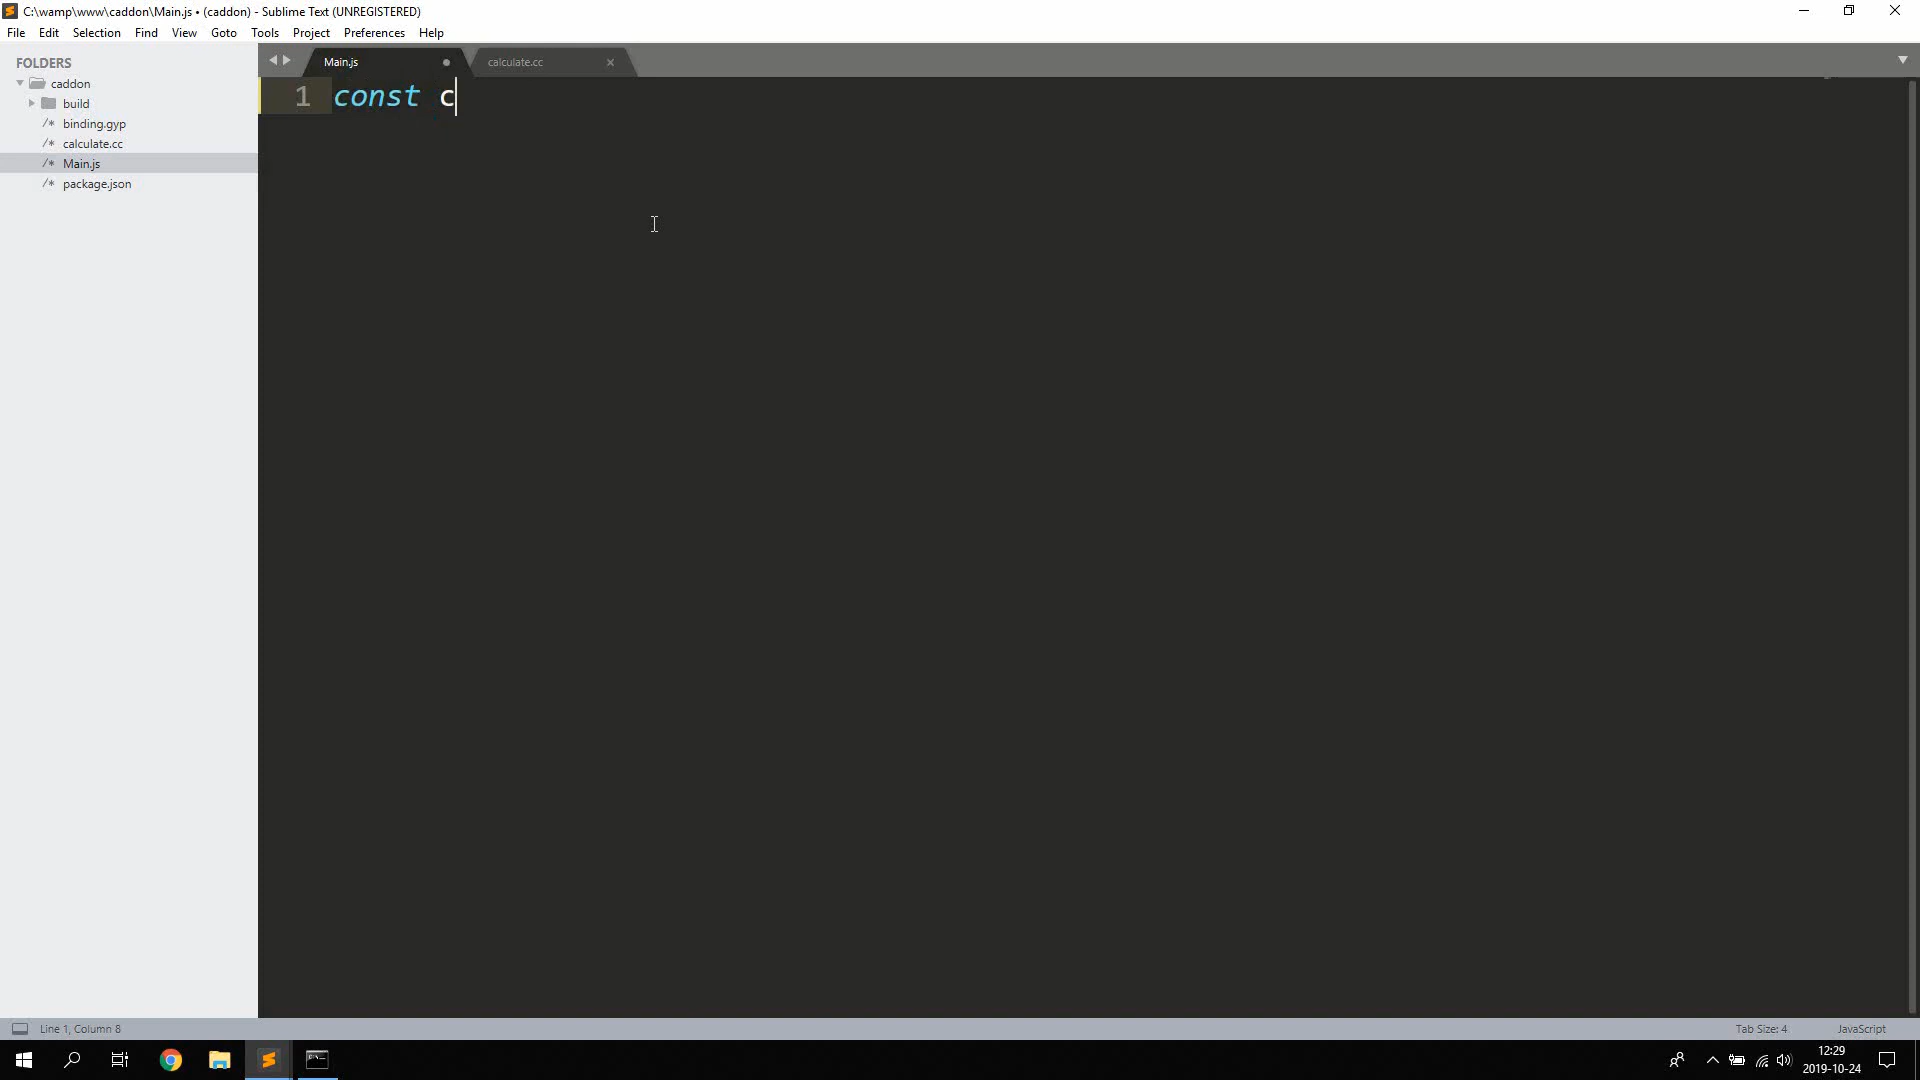 C:\wamp\www\caddon\Main.js • (caddon) - Sublime Text (UNREGISTERED)
File Edit Selection Find View Goto Tools Project Preferences Help
FOLDERS
caddon
build
/* binding.gyp
/* calculate.cc
/* Main.js
/* package.json
Main.js
calculate.cc
1 const c
Line 1, Column 8
Tab Size: 4
JavaScript
12:29
2019-10-24